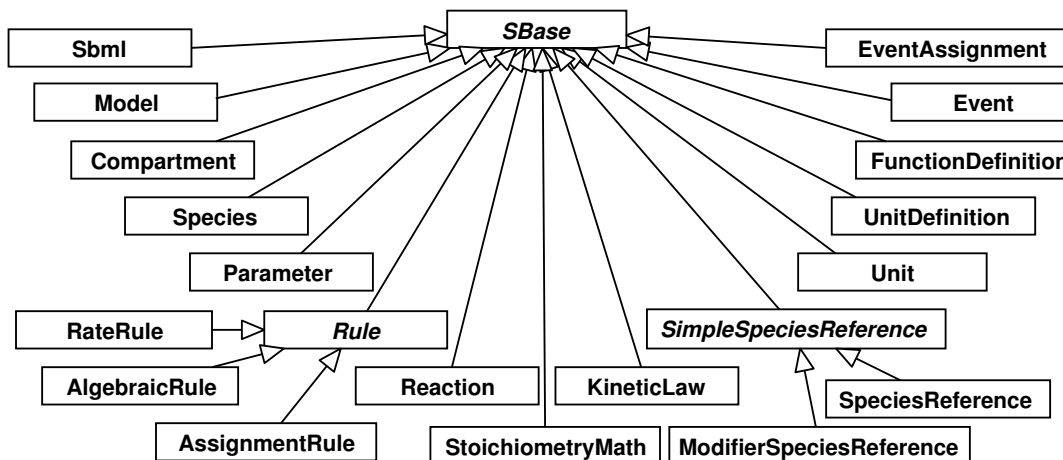 SBase
Sbml
EventAssignment
Model
Event
Compartment
FunctionDefinition
Species
UnitDefinition
Parameter
Unit
RateRule
Rule
SimpleSpeciesReference
AlgebraicRule
Reaction
KineticLaw
SpeciesReference
AssignmentRule
StoichiometryMath
ModifierSpeciesReference